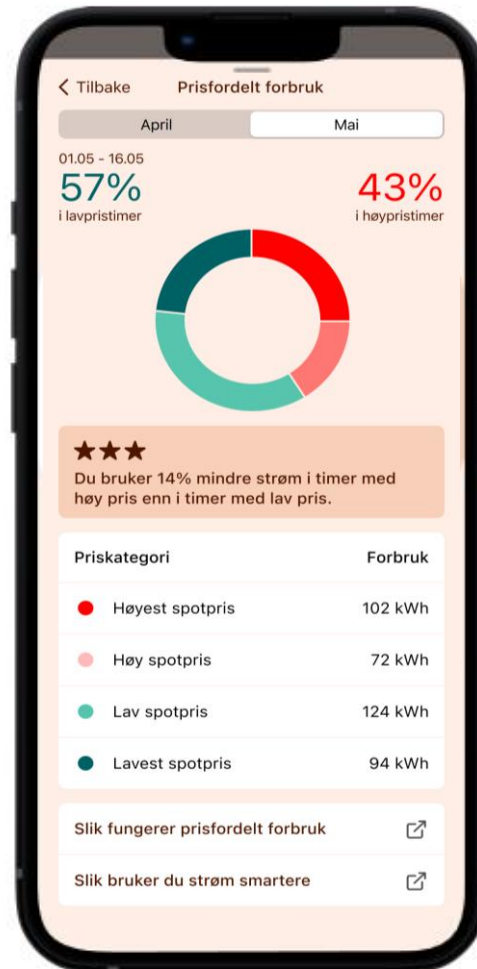 Tilbake
Prisfordelt forbruk
April
Mai
01.05 - 16.05
57%
i lavpristimer
43%
i høypristimer
Du bruker 14% mindre strøm i timer med
høy pris enn i timer med lav pris.
Priskategori Forbruk
Høyest spotpris 102 kWh
Høy spotpris 72 kWh
Lav spotpris 124 kWh
Lavest spotpris 94 kWh
Slik fungerer prisfordelt forbruk
Slik bruker du strøm smartere